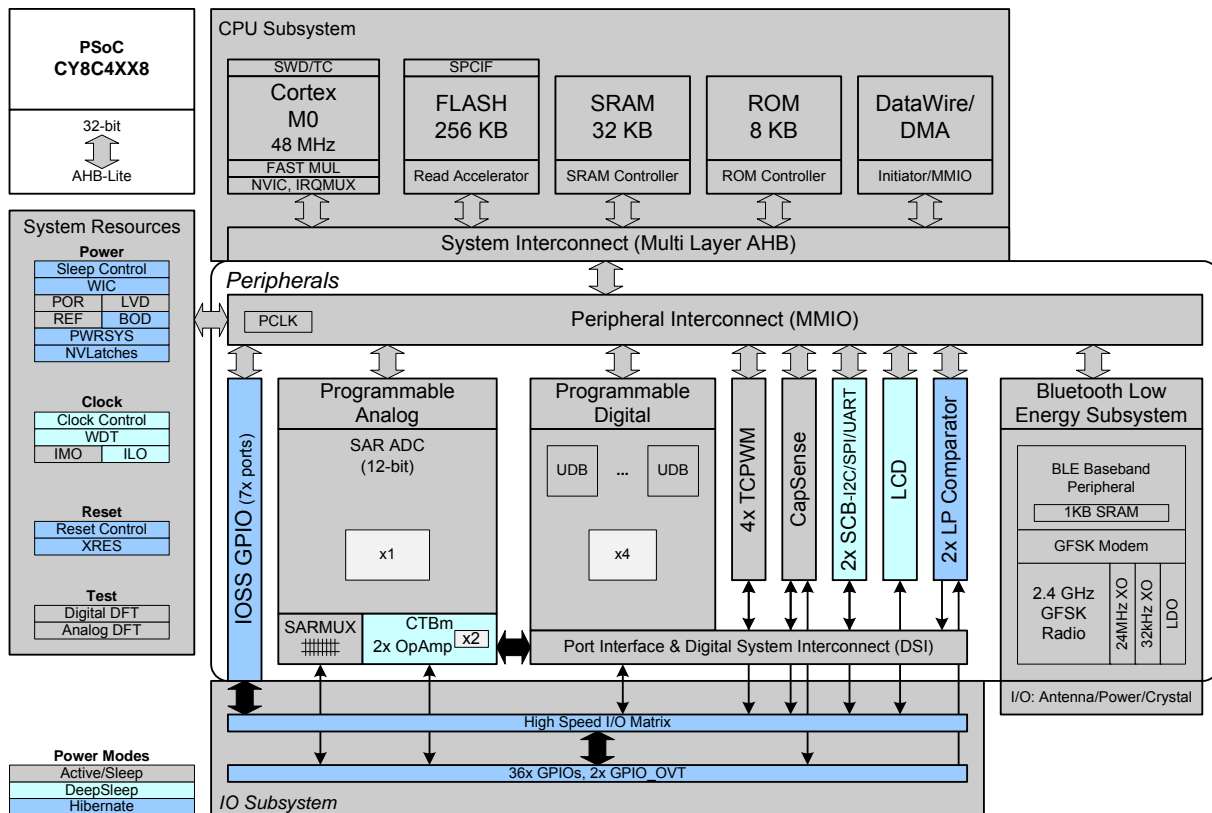 PSoC
CY8C4XX8
32-bit
AHB-Lite
CPU Subsystem
SWD/TC
Cortex
M0
48 MHz
FAST MUL
NVIC, IRQMUX
SPCIF
FLASH
256 KB
Read Accelerator
SRAM
32 KB
SRAM Controller
ROM
8 KB
ROM Controller
DataWire/
DMA
Initiator/MMIO
System Interconnect (Multi Layer AHB)
System Resources
Power
Sleep Control
WIC
POR
LVD
REF
BOD
PWRSYS
NVLatches
Clock
Clock Control
WDT
IMO
ILO
Reset
Reset Control
XRES
Test
Digital DFT
Analog DFT
Peripherals
PCLK
Peripheral Interconnect (MMIO)
IOSS GPIO (7x ports)
Programmable
Analog
SAR ADC
(12-bit)
x1
SARMUX
CTBm
2x OpAmp
x2
Programmable
Digital
UDB
...
UDB
x4
4x TCPWM
CapSense
2x SCB-I2C/SPI/UART
LCD
2x LP Comparator
Port Interface & Digital System Interconnect (DSI)
Bluetooth Low
Energy Subsystem
BLE Baseband
Peripheral
1KB SRAM
GFSK Modem
2.4 GHz
GFSK
Radio
24MHz XO
32kHz XO
LDO
I/O: Antenna/Power/Crystal
High Speed I/O Matrix
36x GPIOs, 2x GPIO_OVT
IO Subsystem
Power Modes
Active/Sleep
DeepSleep
Hibernate